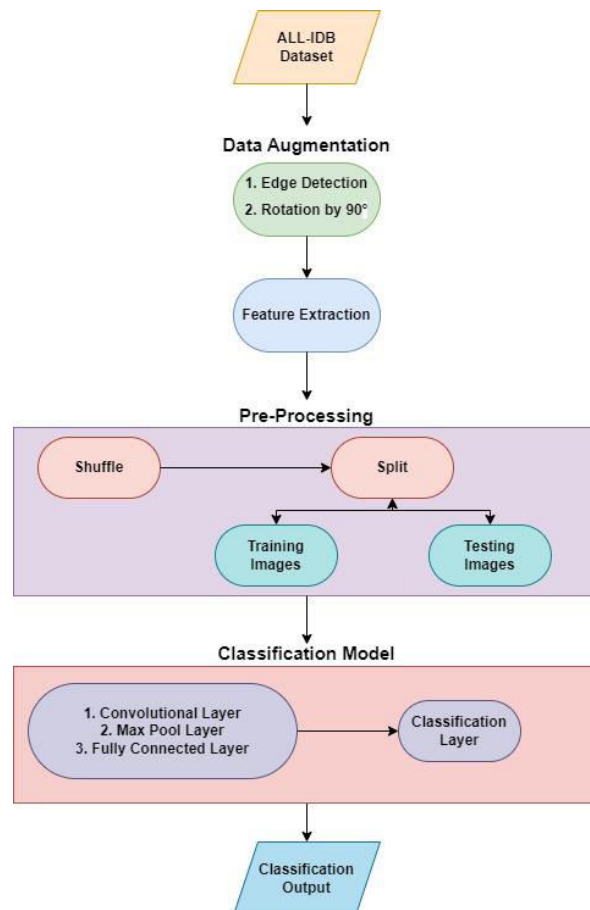 ALL-IDB
Dataset
Data Augmentation
1. Edge Detection
2. Rotation by 90°
Feature Extraction
Pre-Processing
Shuffle
Split
Training
Images
Testing
Images
Classification Model
1. Convolutional Layer
2. Max Pool Layer
3. Fully Connected Layer
Classification
Layer
Classification
Output